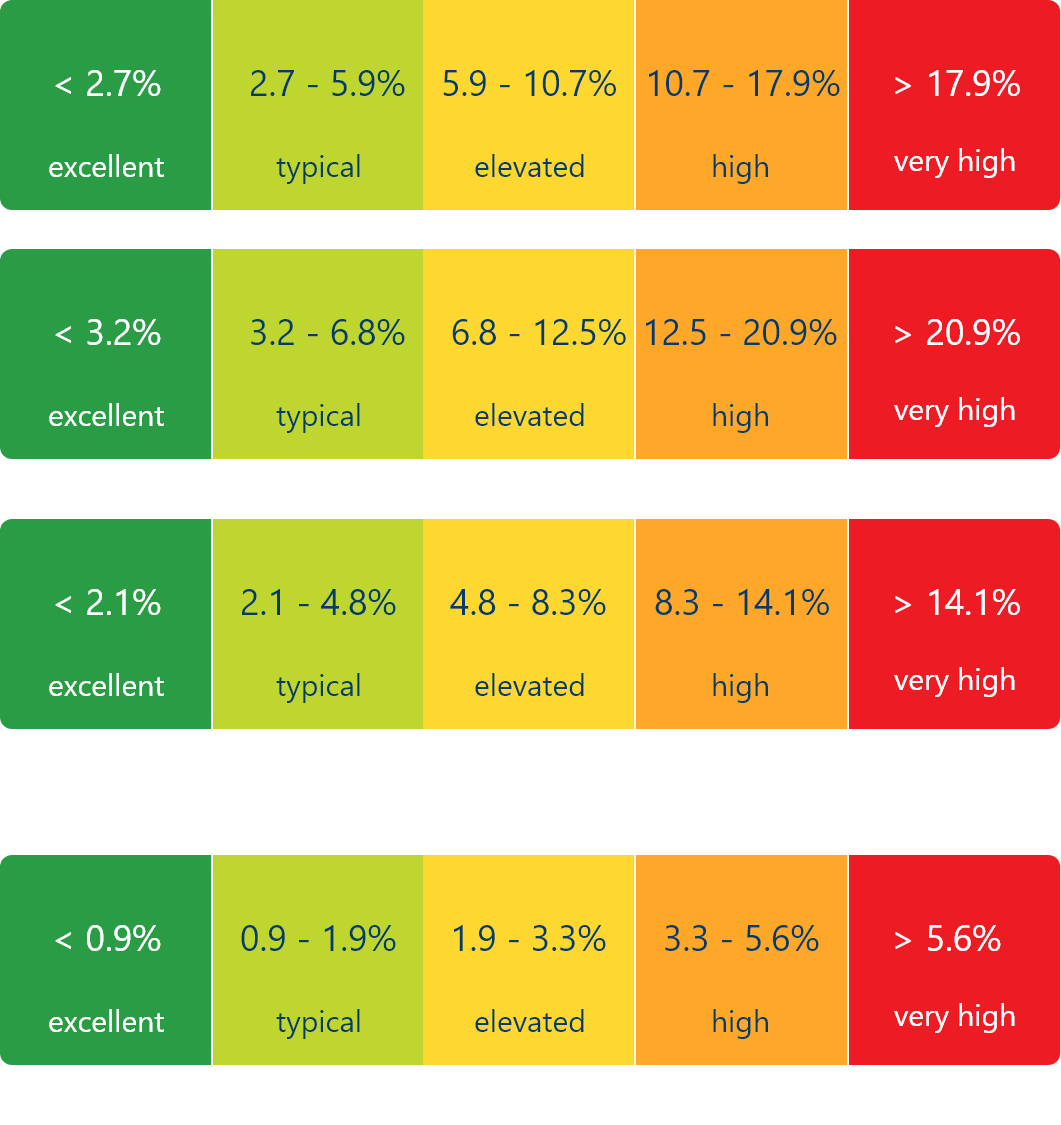 < 2.7% 2.7 - 5.9% 5.9 - 10.7% 10.7 - 17.9% > 17.9%
excellent typical elevated high very high
< 3.2% 3.2 - 6.8% 6.8 - 12.5% 12.5 - 20.9% > 20.9%
excellent typical elevated high very high
< 2.1% 2.1 - 4.8% 4.8 - 8.3% 8.3 - 14.1% > 14.1%
excellent typical elevated high very high
< 0.9% 0.9 - 1.9% 1.9 - 3.3% 3.3 - 5.6% > 5.6%
excellent typical elevated high very high